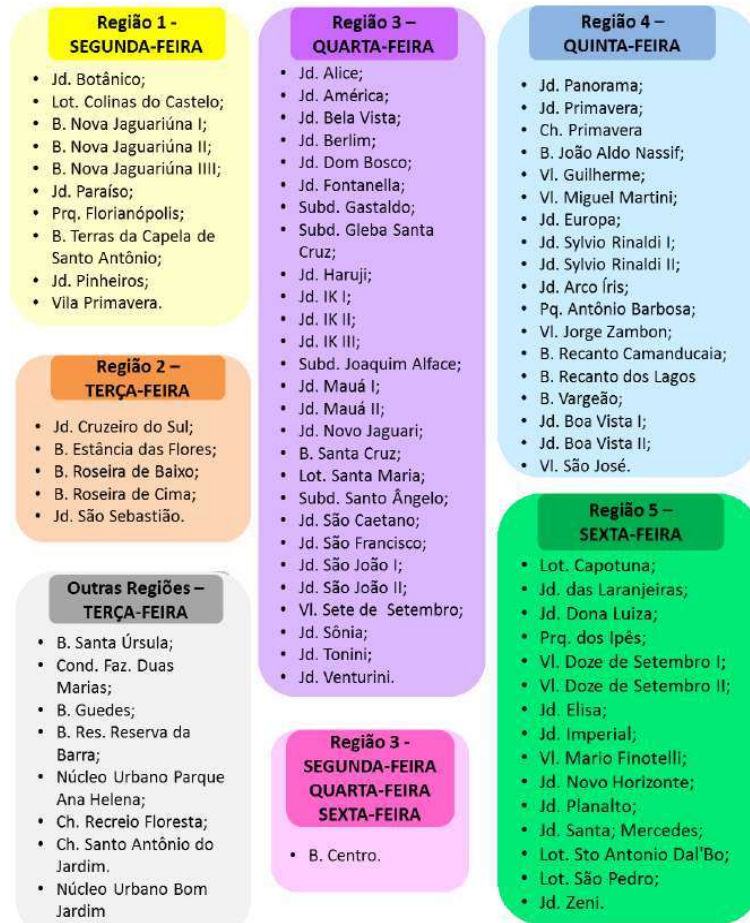 Região 1 -
SEGUNDA-FEIRA
• Jd. Botânico;
• Lot. Colinas do Castelo;
• B. Nova Jaguariúna I;
• B. Nova Jaguariúna II;
• B. Nova Jaguariúna IIII;
• Jd. Paraíso;
• Prq. Florianópolis;
• B. Terras da Capela de
Santo Antônio;
• Jd. Pinheiros;
• Vila Primavera.
Região 2 –
TERÇA-FEIRA
• Jd. Cruzeiro do Sul;
• B. Estância das Flores;
• B. Roseira de Baixo;
• B. Roseira de Cima;
• Jd. São Sebastião.
Outras Regiões –
TERÇA-FEIRA
• B. Santa Úrsula;
• Cond. Faz. Duas
Marias;
• B. Guedes;
• B. Res. Reserva da
Barra;
• Núcleo Urbano Parque
Ana Helena;
• Ch. Recreio Floresta;
• Ch. Santo Antônio do
Jardim.
• Núcleo Urbano Bom
Jardim
Região 3 –
QUARTA-FEIRA
• Jd. Alice;
• Jd. América;
• Jd. Bela Vista;
• Jd. Berlim;
• Jd. Dom Bosco;
• Jd. Fontanella;
• Subd. Gastaldo;
• Subd. Gleba Santa
Cruz;
• Jd. Haruji;
• Jd. IK I;
• Jd. IK II;
• Jd. IK III;
• Subd. Joaquim Alface;
• Jd. Mauá I;
• Jd. Mauá II;
• Jd. Novo Jaguari;
• B. Santa Cruz;
• Lot. Santa Maria;
• Subd. Santo Ângelo;
• Jd. São Caetano;
• Jd. São Francisco;
• Jd. São João I;
• Jd. São João II;
• Vl. Sete de Setembro;
• Jd. Sônia;
• Jd. Tonini;
• Jd. Venturini.
Região 3 -
SEGUNDA-FEIRA
QUARTA-FEIRA
SEXTA-FEIRA
• B. Centro.
Região 4 –
QUINTA-FEIRA
• Jd. Panorama;
• Jd. Primavera;
• Ch. Primavera
• B. João Aldo Nassif;
• Vl. Guilherme;
• Vl. Miguel Martini;
• Jd. Europa;
• Jd. Sylvio Rinaldi I;
• Jd. Sylvio Rinaldi II;
• Jd. Arco Íris;
• Pq. Antônio Barbosa;
• Vl. Jorge Zambon;
• B. Recanto Camanducaia;
• B. Recanto dos Lagos
• B. Vargeão;
• Jd. Boa Vista I;
• Jd. Boa Vista II;
• Vl. São José.
Região 5 –
SEXTA-FEIRA
• Lot. Capotuna;
• Jd. das Laranjeiras;
• Jd. Dona Luiza;
• Prq. dos Ipês;
• Vl. Doze de Setembro I;
• Vl. Doze de Setembro II;
• Jd. Elisa;
• Jd. Imperial;
• Vl. Mario Finotelli;
• Jd. Novo Horizonte;
• Jd. Planalto;
• Jd. Santa; Mercedes;
• Lot. Sto Antonio Dal'Bo;
• Lot. São Pedro;
• Jd. Zeni.